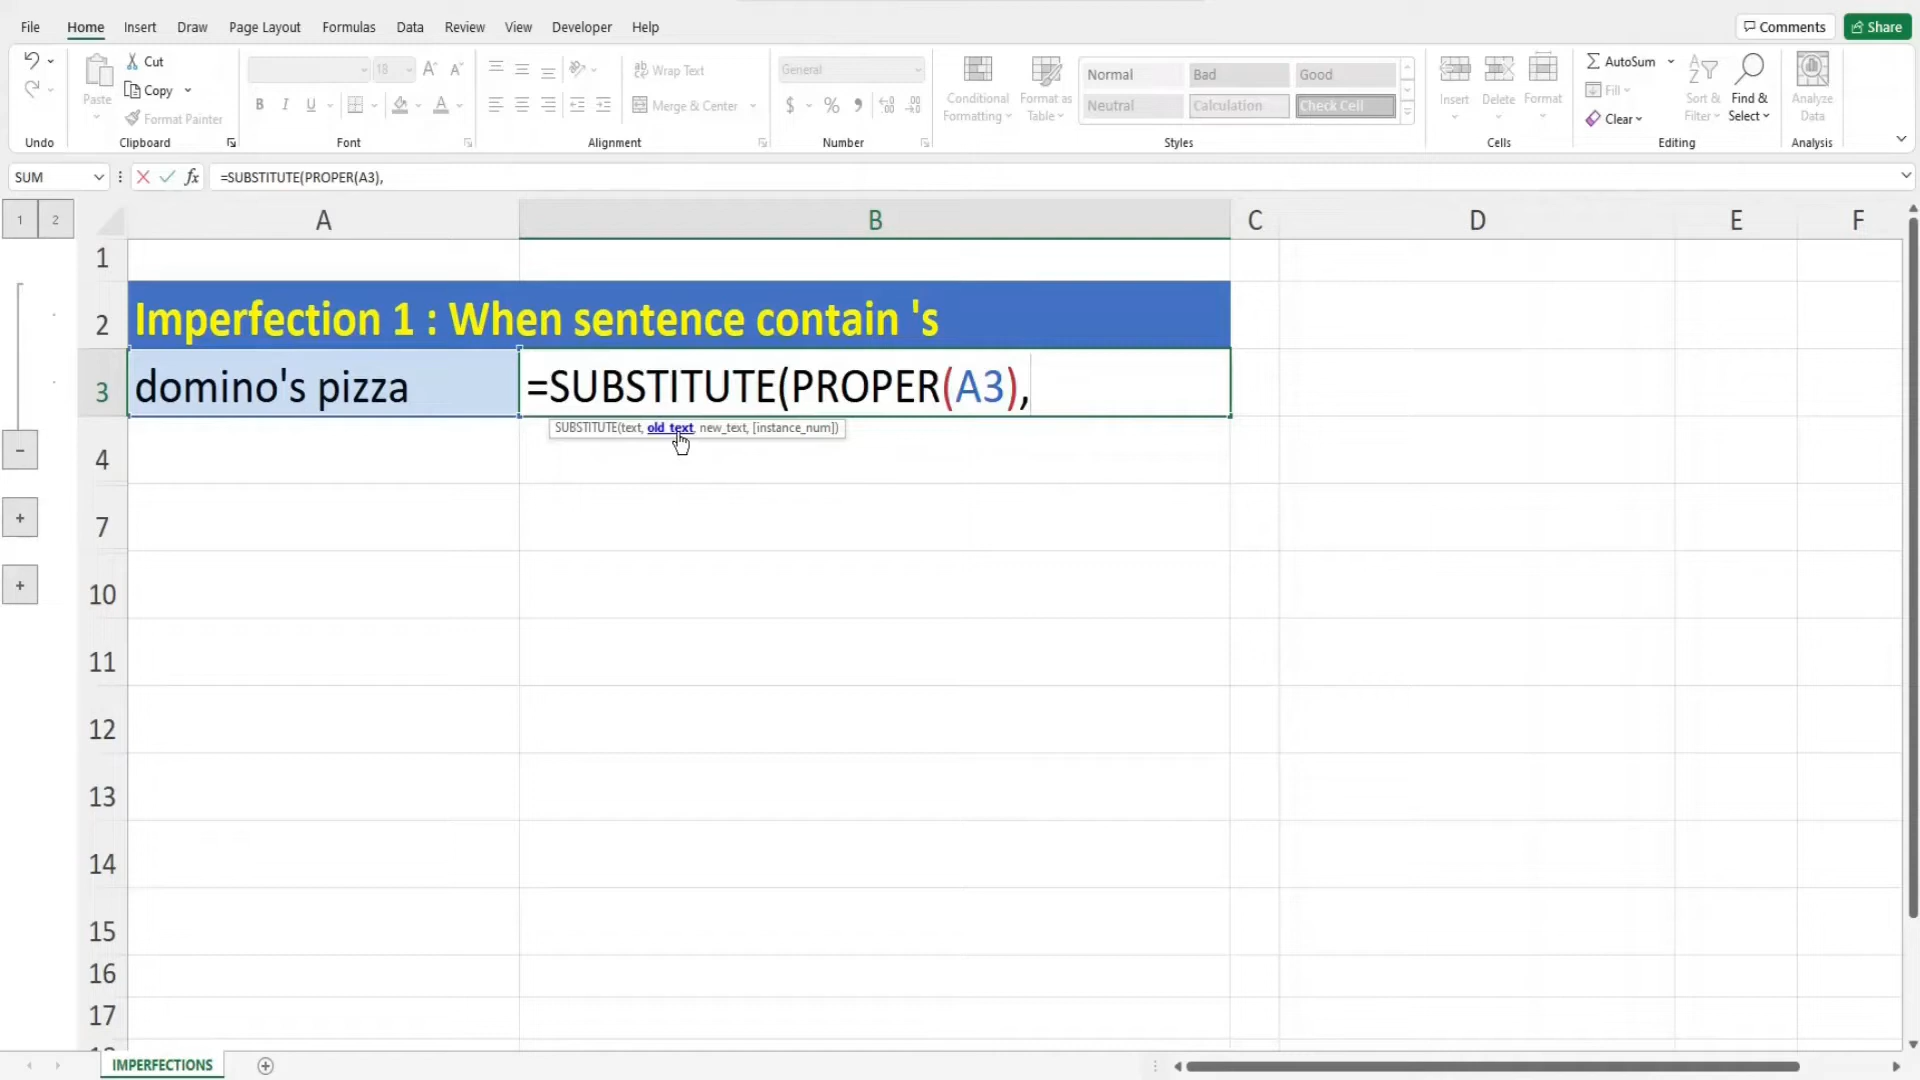 File Home Insert Draw Page Layout Formulas Data Review View Developer Help Comments Share
Cut
Copy
Format Painter
Paste
18
B I U
Wrap Text
Merge & Center
General
$ % ,
Conditional Formatting
Format as Table
Normal Bad Good
Neutral Calculation Check Cell
Insert Delete Format
AutoSum
Fill
Clear
Sort & Filter
Find & Select
Analyze Data
Undo Clipboard Font Alignment Number Styles Cells Editing Analysis
SUM fx =SUBSTITUTE(PROPER(A3),
1 2
A B C D E F
1
2 Imperfection 1 : When sentence contain 's
3 domino's pizza =SUBSTITUTE(PROPER(A3),
SUBSTITUTE(text, old_text, new_text, [instance_num])
4
7
10
11
12
13
14
15
16
17
IMPERFECTIONS